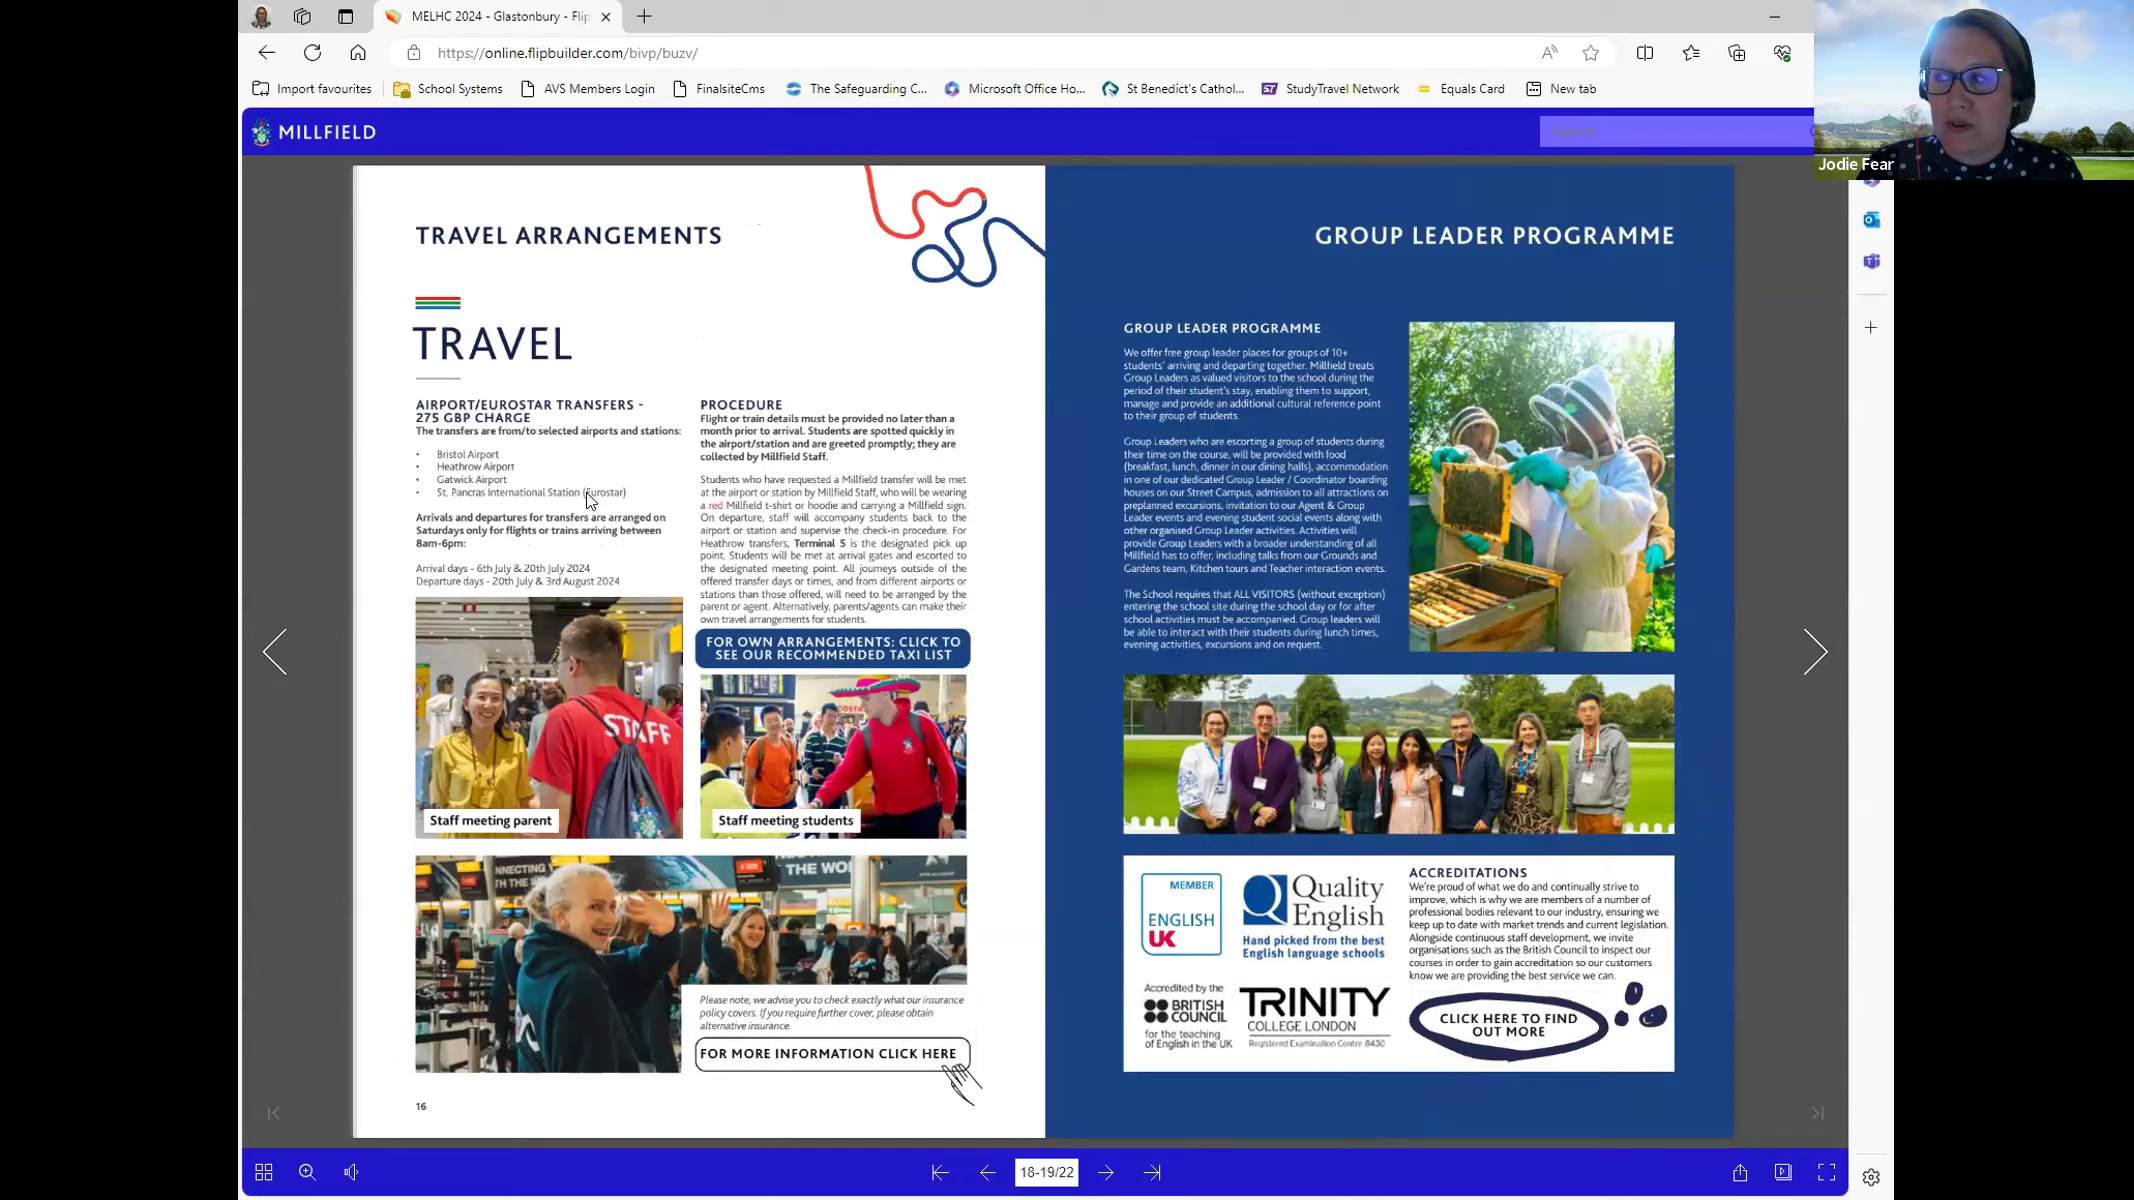 MELHC 2024 - Glastonbury - Flip
https://online.flipbuilder.com/bivp/buzv/
Import favourites
School Systems
AVS Members Login
FinalsiteCms
The Safeguarding C...
Microsoft Office Ho...
St Benedict's Cathol...
StudyTravel Network
Equals Card
New tab
Jodie Fear
MILLFIELD
Search
TRAVEL ARRANGEMENTS
TRAVEL
AIRPORT/EUROSTAR TRANSFERS -
275 GBP CHARGE
The transfers are from/to selected airports and stations:
• Bristol Airport
• Heathrow Airport
• Gatwick Airport
• St. Pancras International Station (Eurostar)
Arrivals and departures for transfers are arranged on
Saturdays only for flights or trains arriving between
8am-6pm:
Arrival days - 6th July & 20th July 2024
Departure days - 20th July & 3rd August 2024
PROCEDURE
Flight or train details must be provided no later than a
month prior to arrival. Students are spotted quickly in
the airport/station and are greeted promptly; they are
collected by Millfield Staff.
Students who have requested a Millfield transfer will be met
at the airport or station by Millfield Staff, who will be wearing
a red Millfield t-shirt or hoodie and carrying a Millfield sign.
On departure, staff will accompany students back to the
airport or station and supervise the check-in procedure. For
Heathrow transfers, Terminal 5 is the designated pick up
point. Students will be met at arrival gates and escorted to
the designated meeting point. All journeys outside of the
offered transfer days or times, and from different airports or
stations than those offered, will need to be arranged by the
parent or agent. Alternatively, parents/agents can make their
own travel arrangements for students.
FOR OWN ARRANGEMENTS: CLICK TO
SEE OUR RECOMMENDED TAXI LIST
STAFF
Staff meeting parent
COSTA
Staff meeting students
CONNECTING
THE WO
Please note, we advise you to check exactly what our insurance
policy covers. If you require further cover, please obtain
alternative insurance.
FOR MORE INFORMATION CLICK HERE
16
GROUP LEADER PROGRAMME
GROUP LEADER PROGRAMME
We offer free group leader places for groups of 10+
students' arriving and departing together. Millfield treats
Group Leaders as valued visitors to the school during the
period of their student's stay, enabling them to support,
manage and provide an additional cultural reference point
to their group of students.
Group Leaders who are escorting a group of students during
their time on the course, will be provided with food
(breakfast, lunch, dinner in our dining halls), accommodation
in one of our dedicated Group Leader / Coordinator boarding
houses on our Street Campus, admission to all attractions on
preplanned excursions, invitation to our Agent & Group
Leader events and evening student social events along with
other organised Group Leader activities. Activities will
provide Group Leaders with a broader understanding of all
Millfield has to offer, including talks from our Grounds and
Gardens team, Kitchen tours and Teacher interaction events.
The School requires that ALL VISITORS (without exception)
entering the school site during the school day or for after
school activities must be accompanied. Group leaders will
be able to interact with their students during lunch times,
evening activities, excursions and on request.
MEMBER
ENGLISH
UK
Quality
English
Hand picked from the best
English language schools
Accredited by the
BRITISH
COUNCIL
for the teaching
of English in the UK
TRINITY
COLLEGE LONDON
Registered Examination Centre 8430
ACCREDITATIONS
We're proud of what we do and continually strive to
improve, which is why we are members of a number of
professional bodies relevant to our industry, ensuring we
keep up to date with market trends and current legislation.
Alongside continuous staff development, we invite
organisations such as the British Council to inspect our
courses in order to gain accreditation so our customers
know we are providing the best service we can.
CLICK HERE TO FIND
OUT MORE
18-19/22